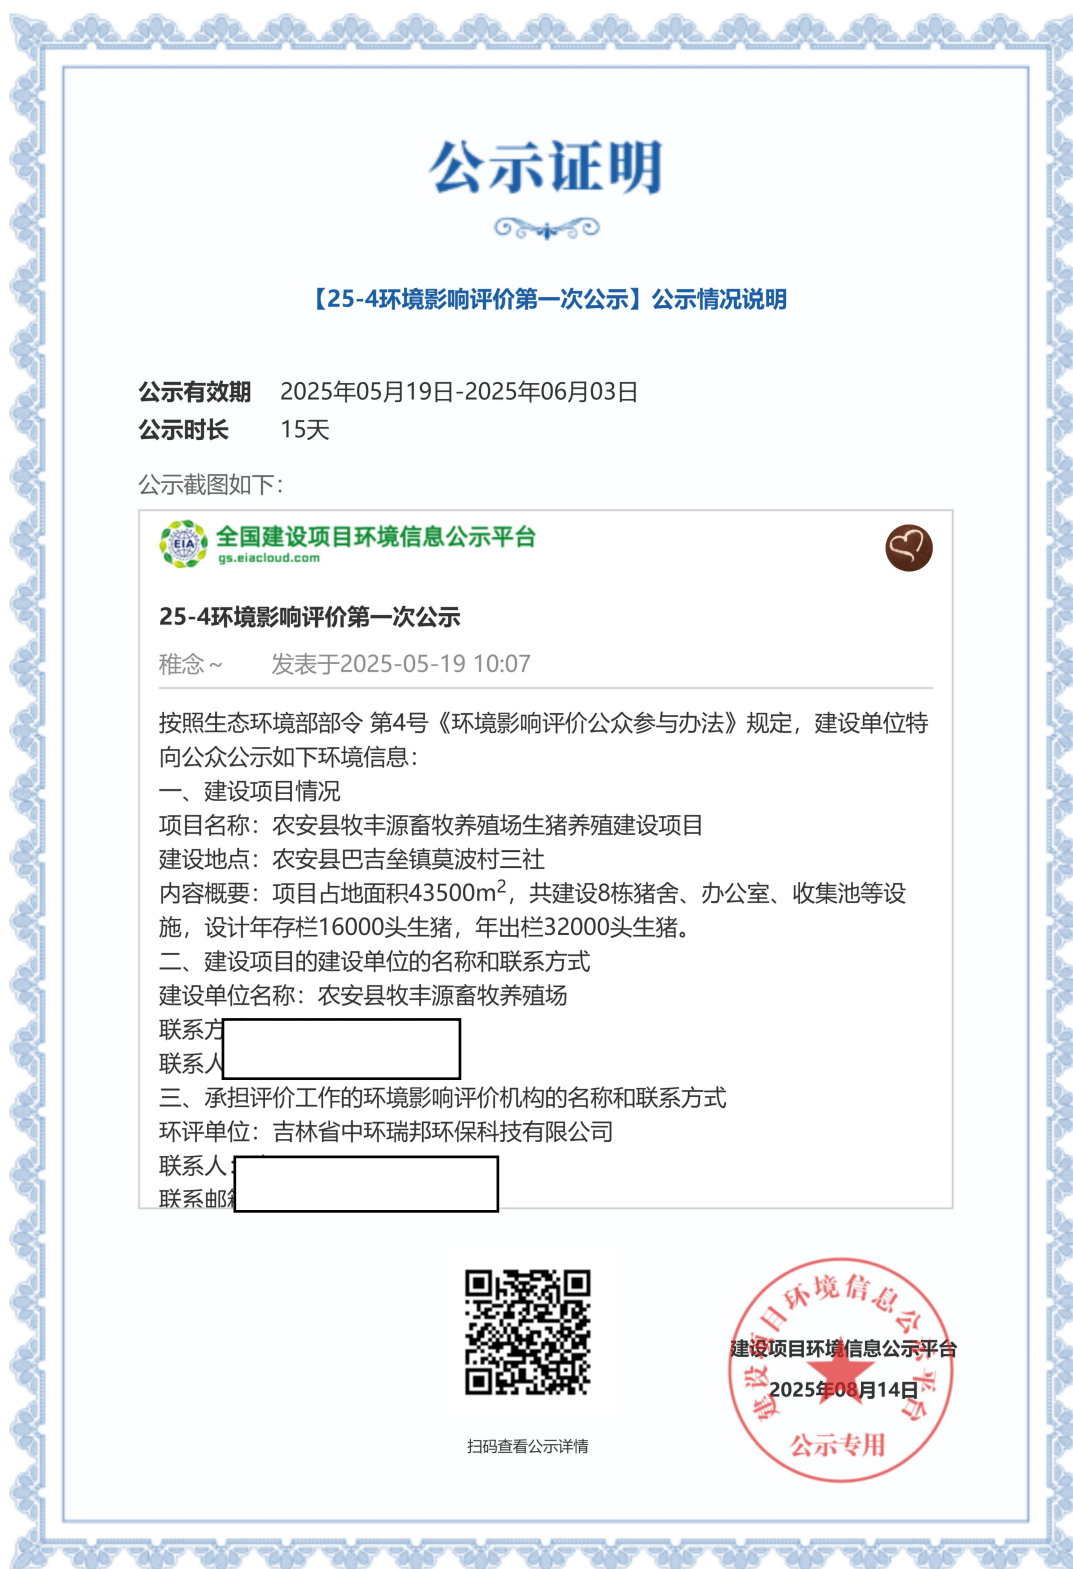 公示证明
【25-4环境影响评价第一次公示】公示情况说明
公示有效期 2025年05月19日-2025年06月03日
公示时长 15天
公示截图如下：
EIA
全国建设项目环境信息公示平台
gs.eiacloud.com
25-4环境影响评价第一次公示
稚念～ 发表于2025-05-19 10:07
按照生态环境部部令 第4号《环境影响评价公众参与办法》规定，建设单位特
向公众公示如下环境信息：
一、建设项目情况
项目名称：农安县牧丰源畜牧养殖场生猪养殖建设项目
建设地点：农安县巴吉垒镇莫波村三社
内容概要：项目占地面积43500m²，共建设8栋猪舍、办公室、收集池等设
施，设计年存栏16000头生猪，年出栏32000头生猪。
二、建设项目的建设单位的名称和联系方式
建设单位名称：农安县牧丰源畜牧养殖场
联系方
联系人
三、承担评价工作的环境影响评价机构的名称和联系方式
环评单位：吉林省中环瑞邦环保科技有限公司
联系人：
联系邮
扫码查看公示详情
建设项目环境信息公示平台
建设项目环境信息公示平台
2025年08月14日
公示专用